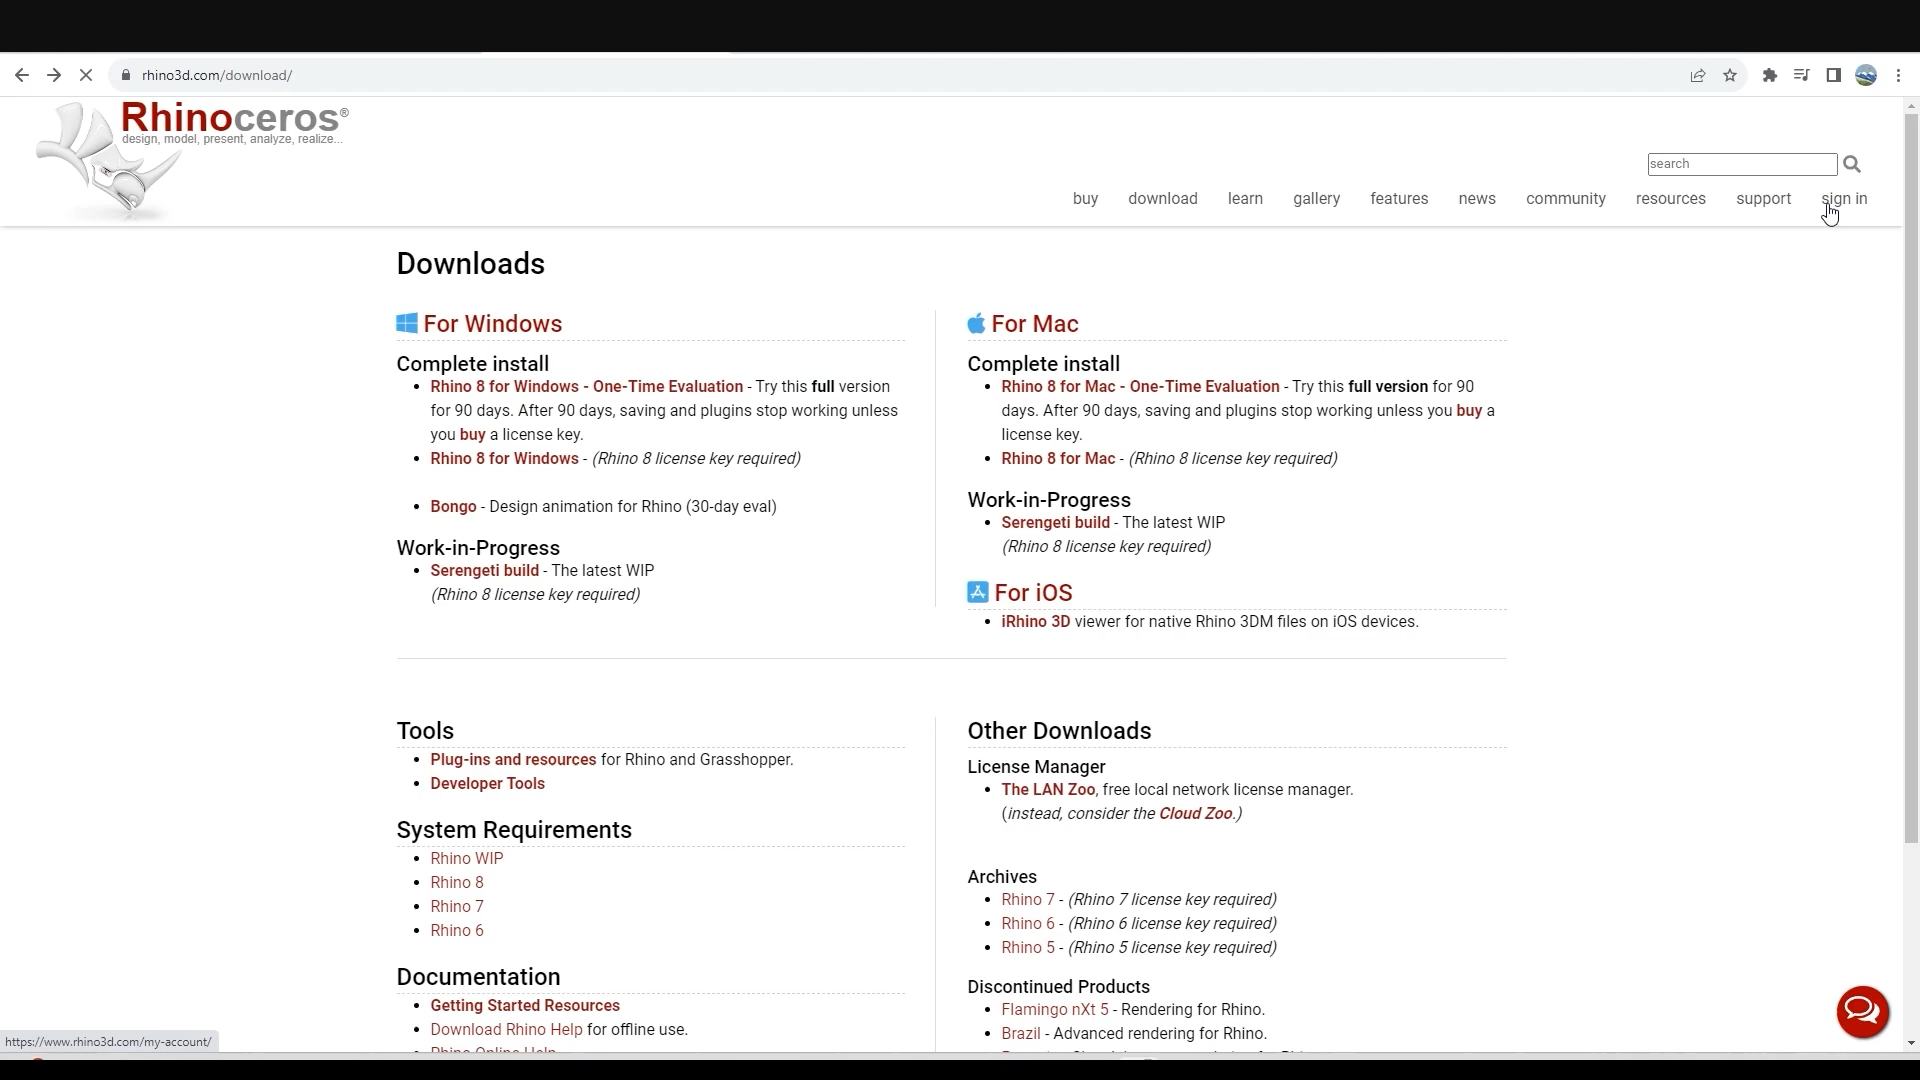 rhino3d.com/download/
Rhinoceros®
design, model, present, analyze, realize...
search
buy download learn gallery features news community resources support sign in
Downloads
For Windows
Complete install
Rhino 8 for Windows - One-Time Evaluation - Try this full version
for 90 days. After 90 days, saving and plugins stop working unless
you buy a license key.
Rhino 8 for Windows - (Rhino 8 license key required)
Bongo - Design animation for Rhino (30-day eval)
Work-in-Progress
Serengeti build - The latest WIP
(Rhino 8 license key required)
For Mac
Complete install
Rhino 8 for Mac - One-Time Evaluation - Try this full version for 90
days. After 90 days, saving and plugins stop working unless you buy a
license key.
Rhino 8 for Mac - (Rhino 8 license key required)
Work-in-Progress
Serengeti build - The latest WIP
(Rhino 8 license key required)
For iOS
iRhino 3D viewer for native Rhino 3DM files on iOS devices.
Tools
Plug-ins and resources for Rhino and Grasshopper.
Developer Tools
System Requirements
Rhino WIP
Rhino 8
Rhino 7
Rhino 6
Documentation
Getting Started Resources
Download Rhino Help for offline use.
Rhino Online Help
Other Downloads
License Manager
The LAN Zoo, free local network license manager.
(instead, consider the Cloud Zoo.)
Archives
Rhino 7 - (Rhino 7 license key required)
Rhino 6 - (Rhino 6 license key required)
Rhino 5 - (Rhino 5 license key required)
Discontinued Products
Flamingo nXt 5 - Rendering for Rhino.
Brazil - Advanced rendering for Rhino.
https://www.rhino3d.com/my-account/